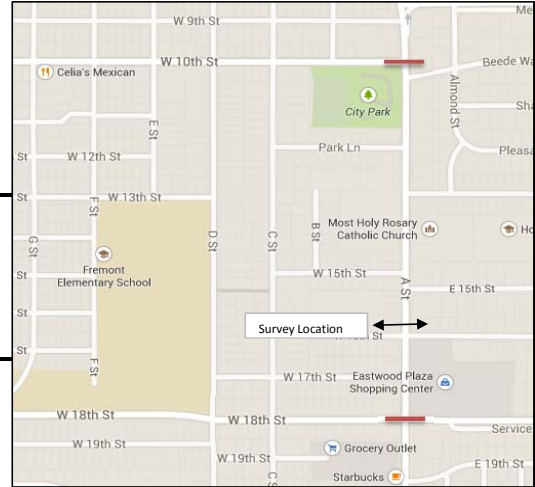 Me
W 9th St
W 10th St
Beede Wa
Celia's Mexican
City Park
Almond St
Sha
E St
Park Ln
Pleasa
St
W 12th St
St
W 13th St
F St
G St
D St
C St
B St
Most Holy Rosary
Catholic Church
Ho
Fremont
Elementary School
St
W 15th St
A St
E 15th St
St
Survey Location
St
F St
W 17th St
Eastwood Plaza
Shopping Center
W 18th St
W 18th St
Service
W 19th St
Grocery Outlet
W 19th St
C S
Starbucks
E 19th St